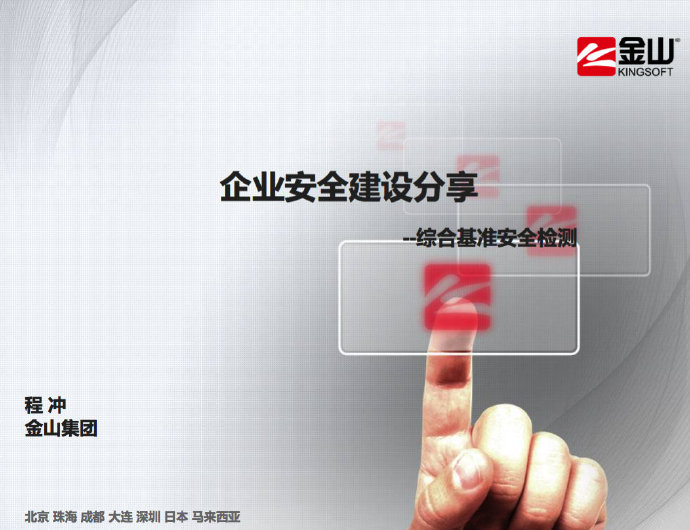 金山®
KINGSOFT
企业安全建设分享
--综合基准安全检测
程 冲
金山集团
北京 珠海 成都 大连 深圳 日本 马来西亚